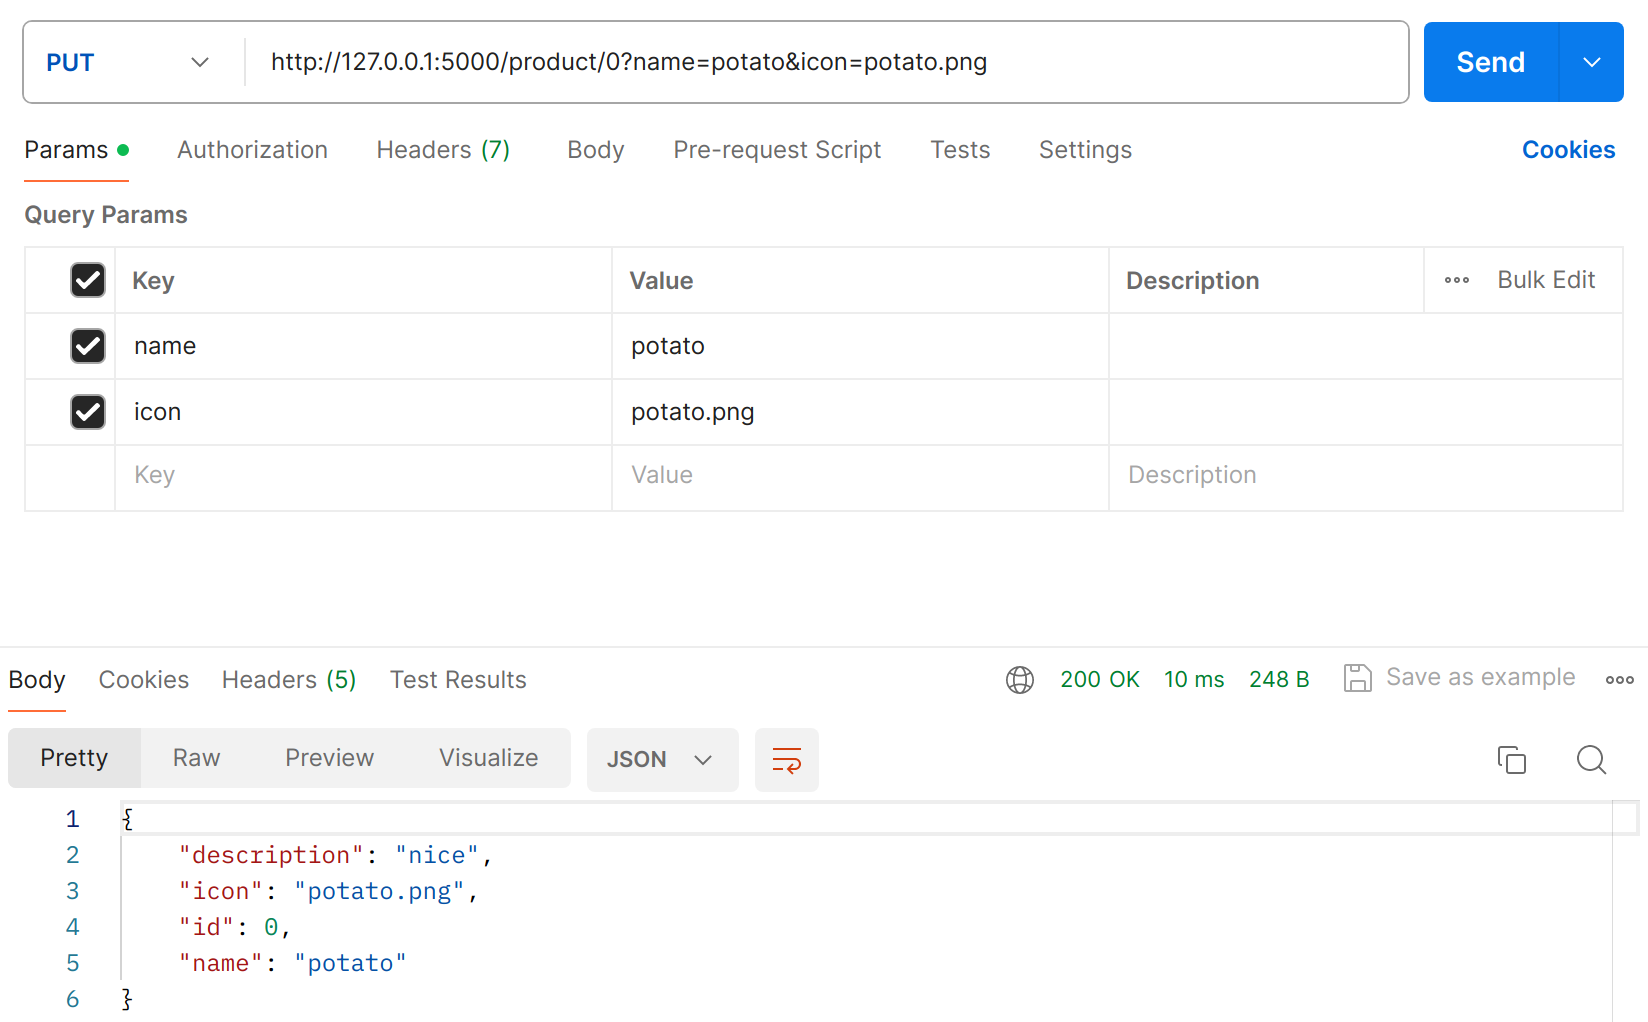 PUT http://127.0.0.1:5000/product/0?name=potato&icon=potato.png Send
Params Authorization Headers (7) Body Pre-request Script Tests Settings Cookies
Query Params
Key Value Description Bulk Edit
name potato
icon potato.png
Key Value Description
Body Cookies Headers (5) Test Results 200 OK 10 ms 248 B Save as example
Pretty Raw Preview Visualize JSON
1 {
2 "description": "nice",
3 "icon": "potato.png",
4 "id": 0,
5 "name": "potato"
6 }